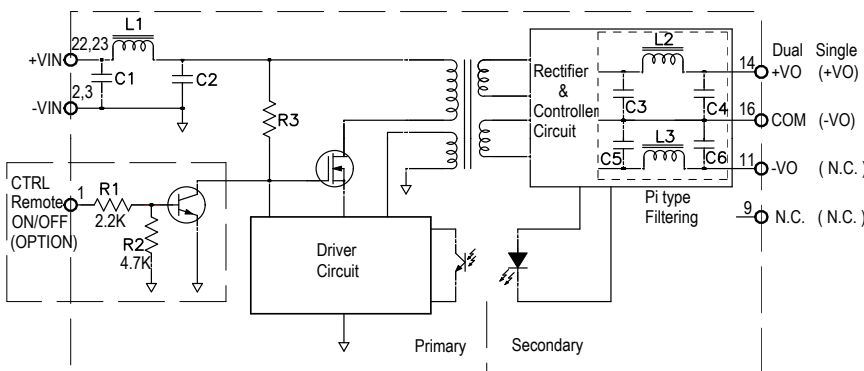 22,23
+VIN
L1
C1
C2
2,3
-VIN
R3
CTRL
Remote
ON/OFF
(OPTION)
1
R1
2.2K
R2
4.7K
Driver
Circuit
Primary
Secondary
Rectifier
&
Controller
Circuit
L2
C3
C4
C5
L3
C6
Pi type
Filtering
Dual Single
14 +VO (+VO)
16 COM (-VO)
11 -VO ( N.C. )
9 N.C. ( N.C. )